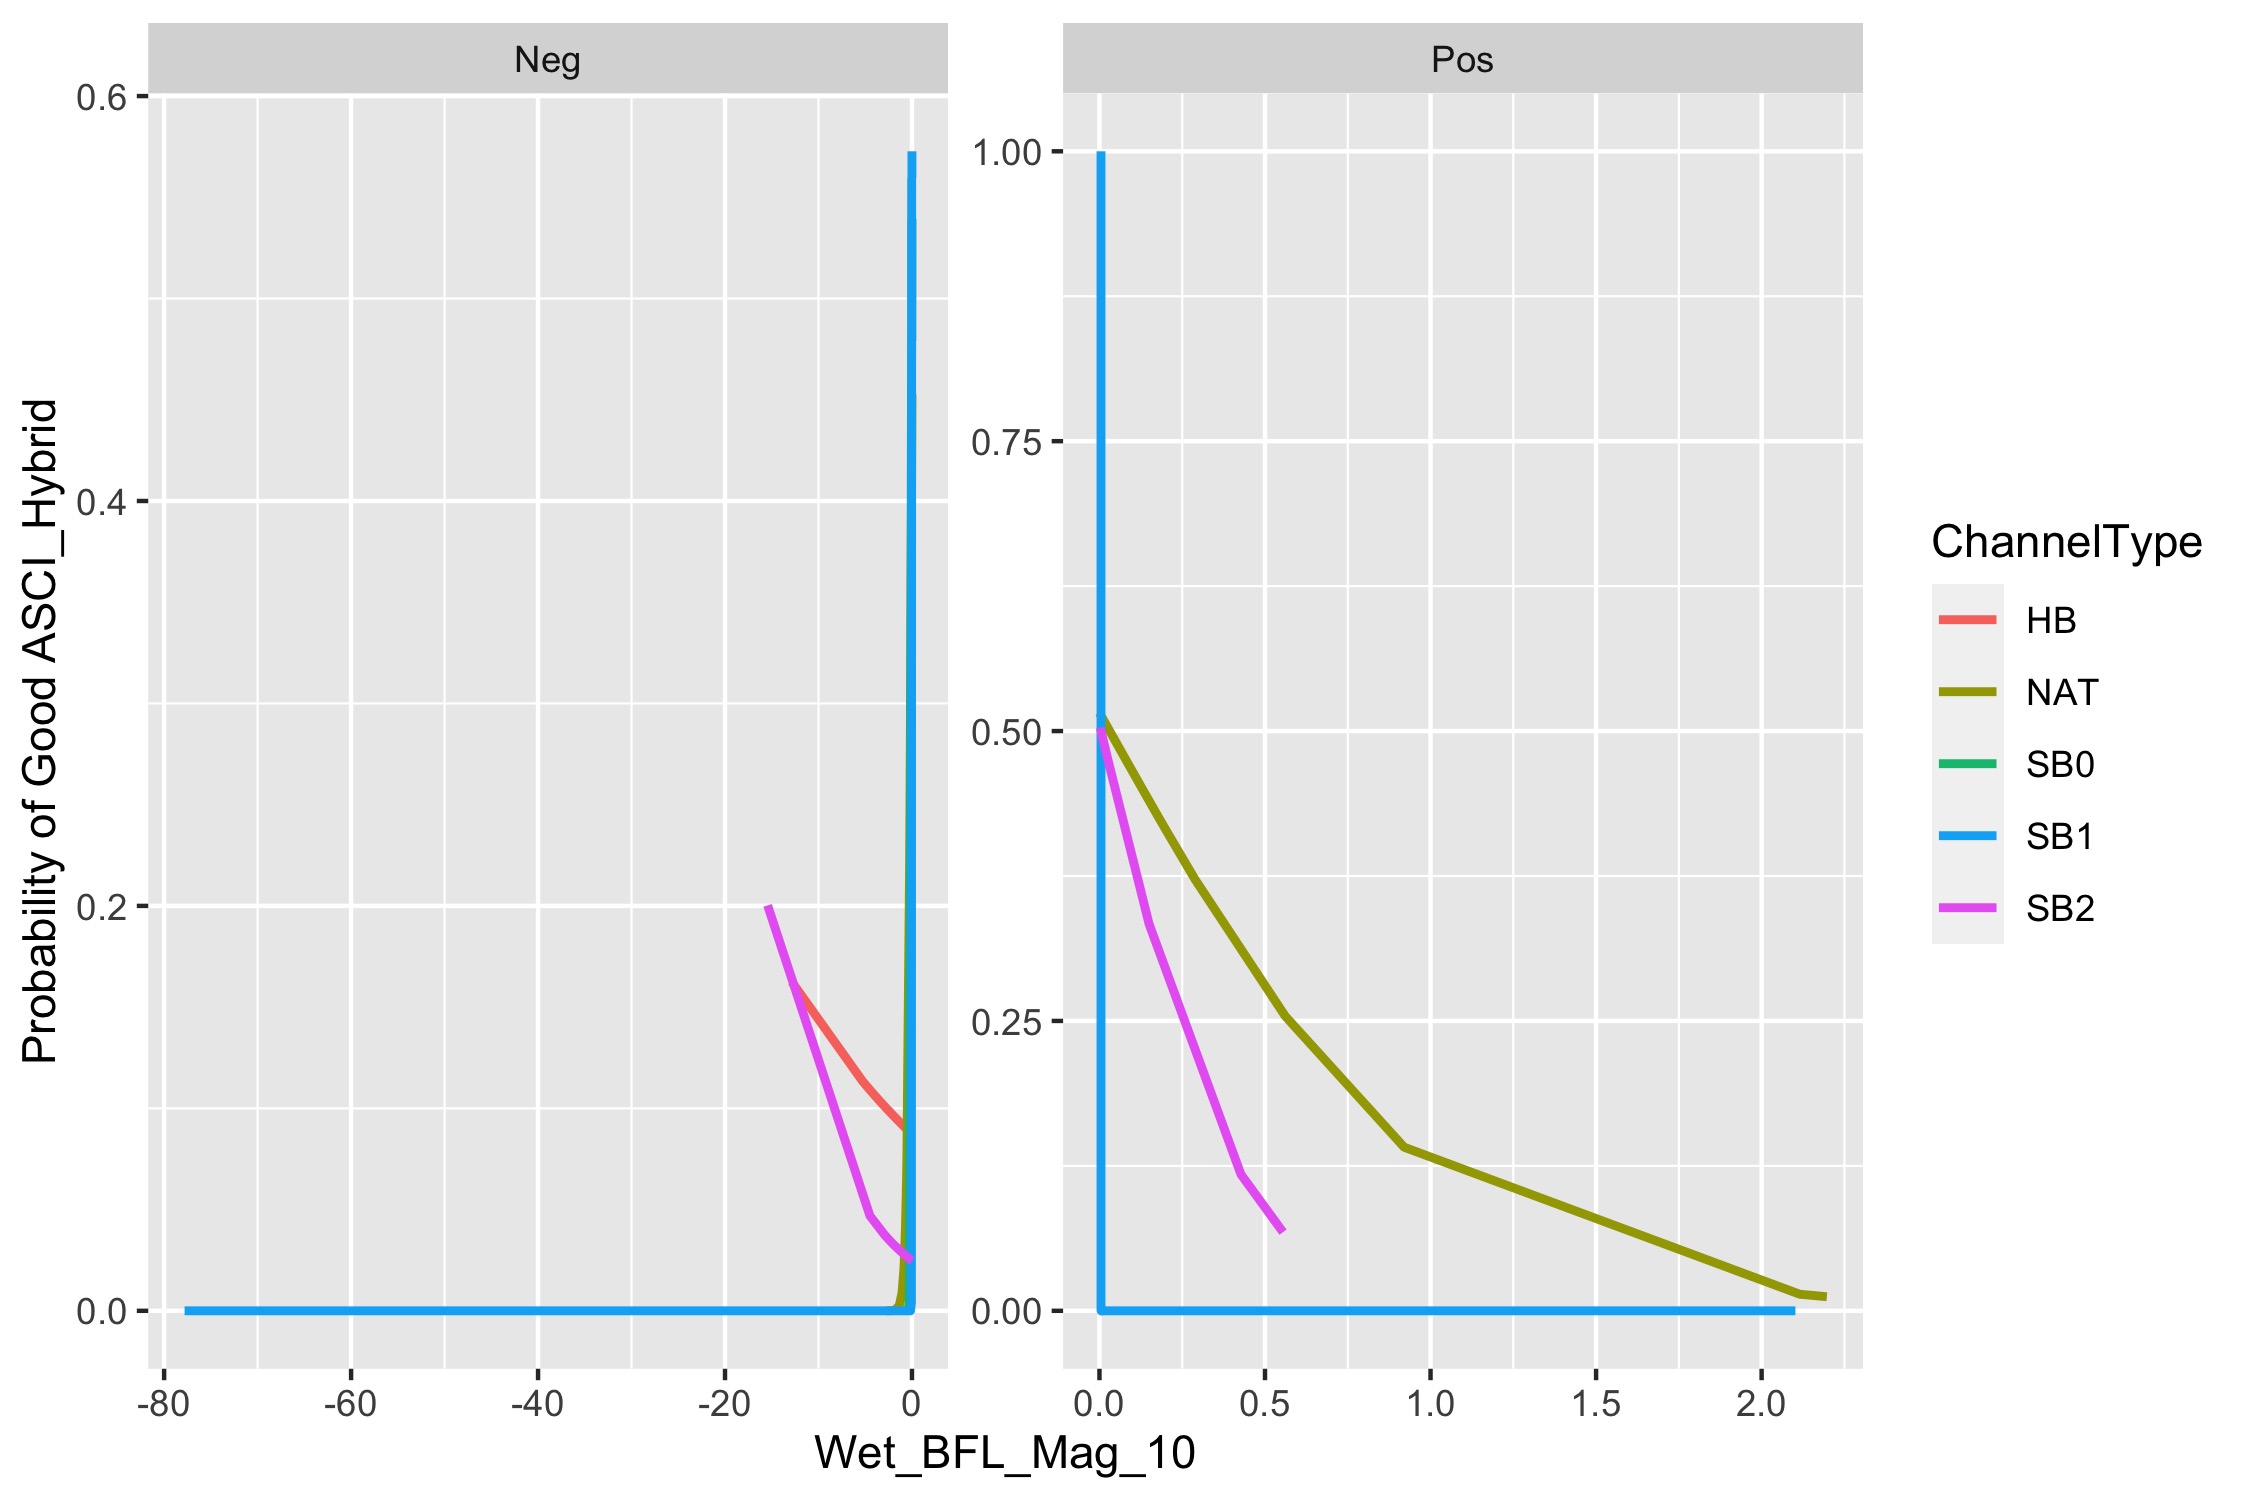 Neg
Pos
Probability of Good ASCI_Hybrid
0.6
0.4
0.2
0.0
1.00
0.75
0.50
0.25
0.00
-80 -60 -40 -20 0
0.0 0.5 1.0 1.5 2.0
Wet_BFL_Mag_10
ChannelType
HB
NAT
SB0
SB1
SB2